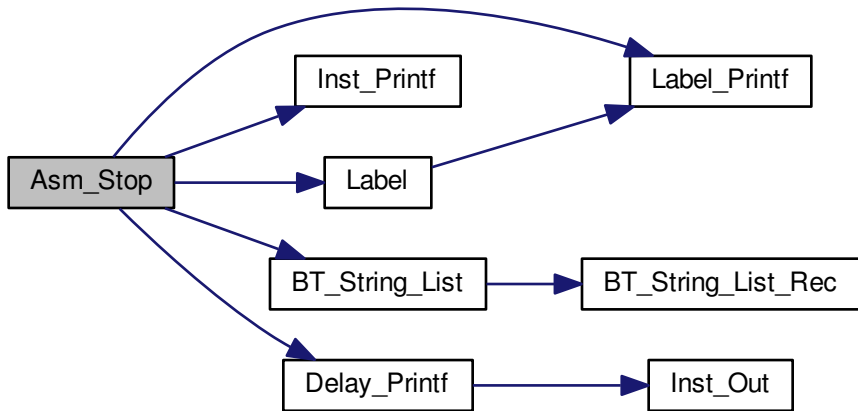 Asm_Stop
Inst_Printf
Label_Printf
Label
BT_String_List
BT_String_List_Rec
Delay_Printf
Inst_Out